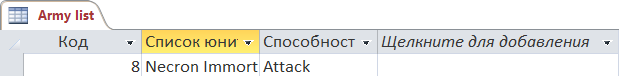 Army list
Код Список юни Способност Щелкните для добавления
8 Necron Immort Attack